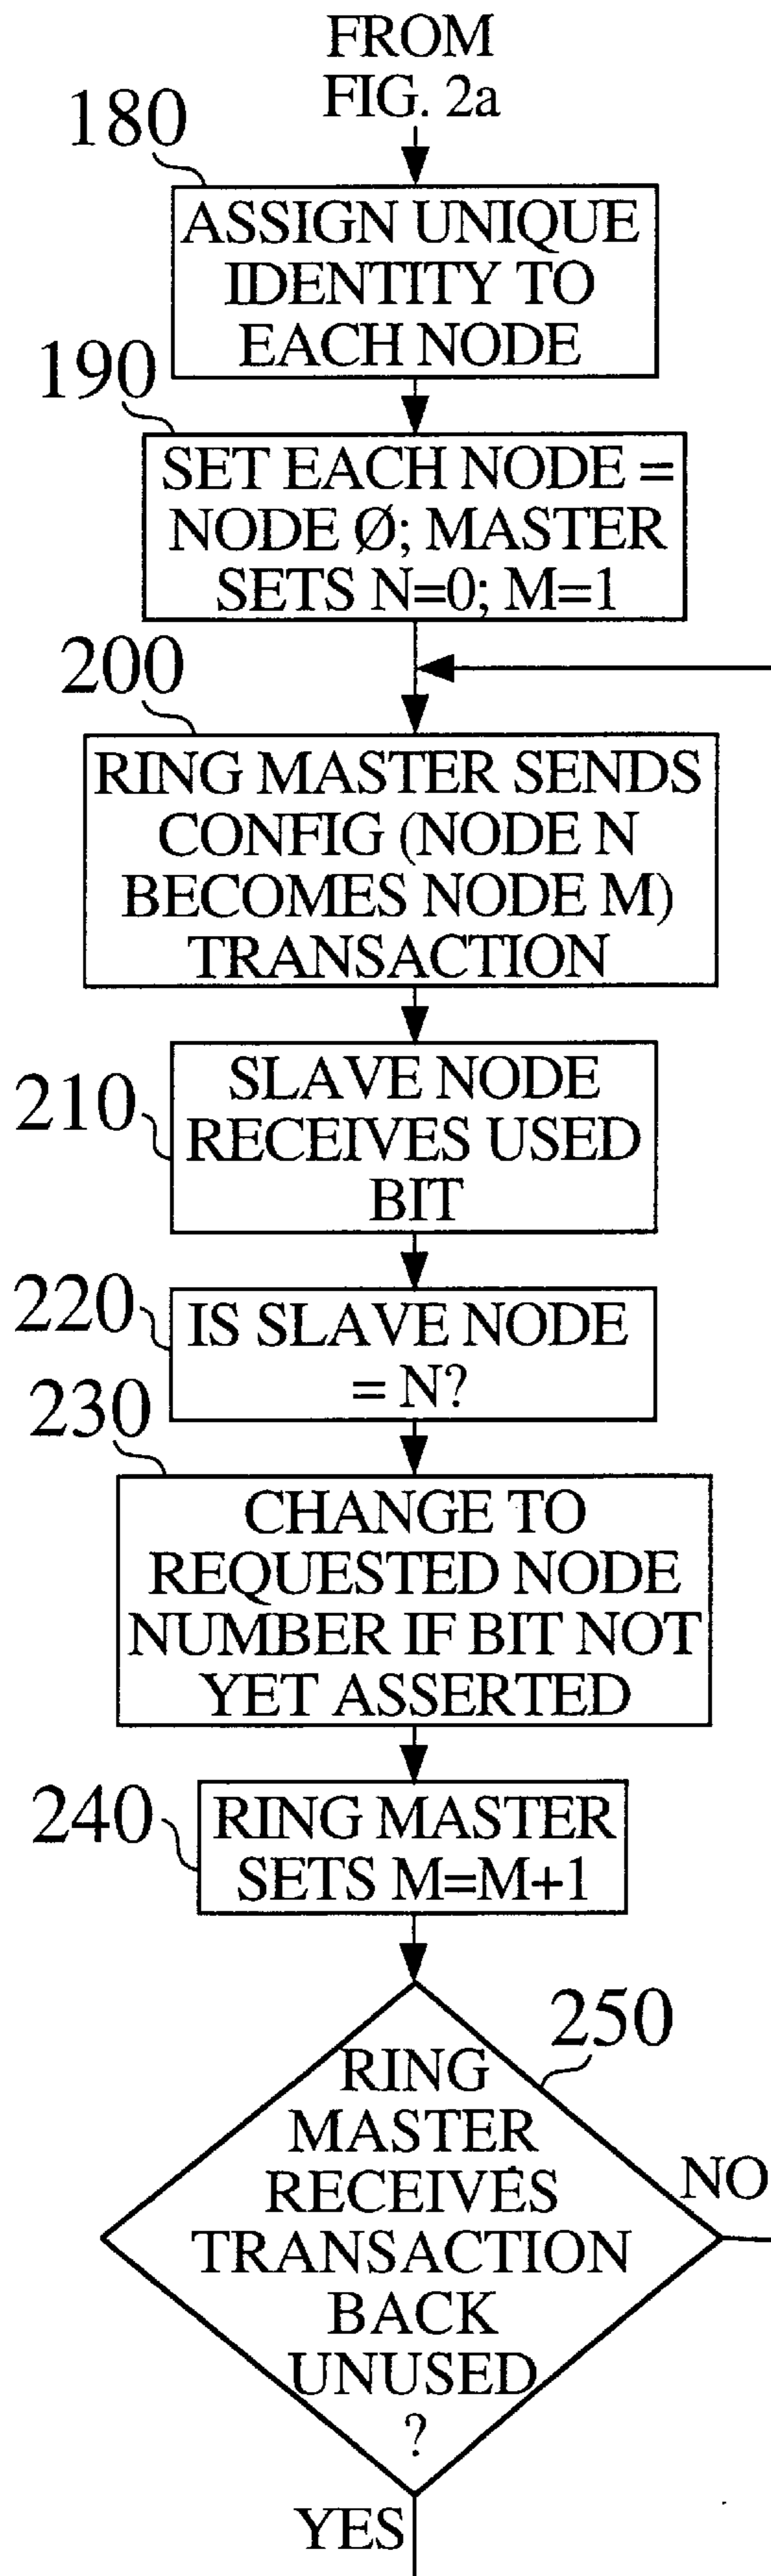 FROM
FIG. 2a
180
ASSIGN UNIQUE
IDENTITY TO
EACH NODE
190
SET EACH NODE =
NODE Ø; MASTER
SETS N=0; M=1
200
RING MASTER SENDS
CONFIG (NODE N
BECOMES NODE M)
TRANSACTION
210
SLAVE NODE
RECEIVES USED
BIT
220
IS SLAVE NODE
= N?
230
CHANGE TO
REQUESTED NODE
NUMBER IF BIT NOT
YET ASSERTED
240
RING MASTER
SETS M=M+1
250
RING
MASTER
RECEIVES
TRANSACTION
BACK
UNUSED
?
NO
YES